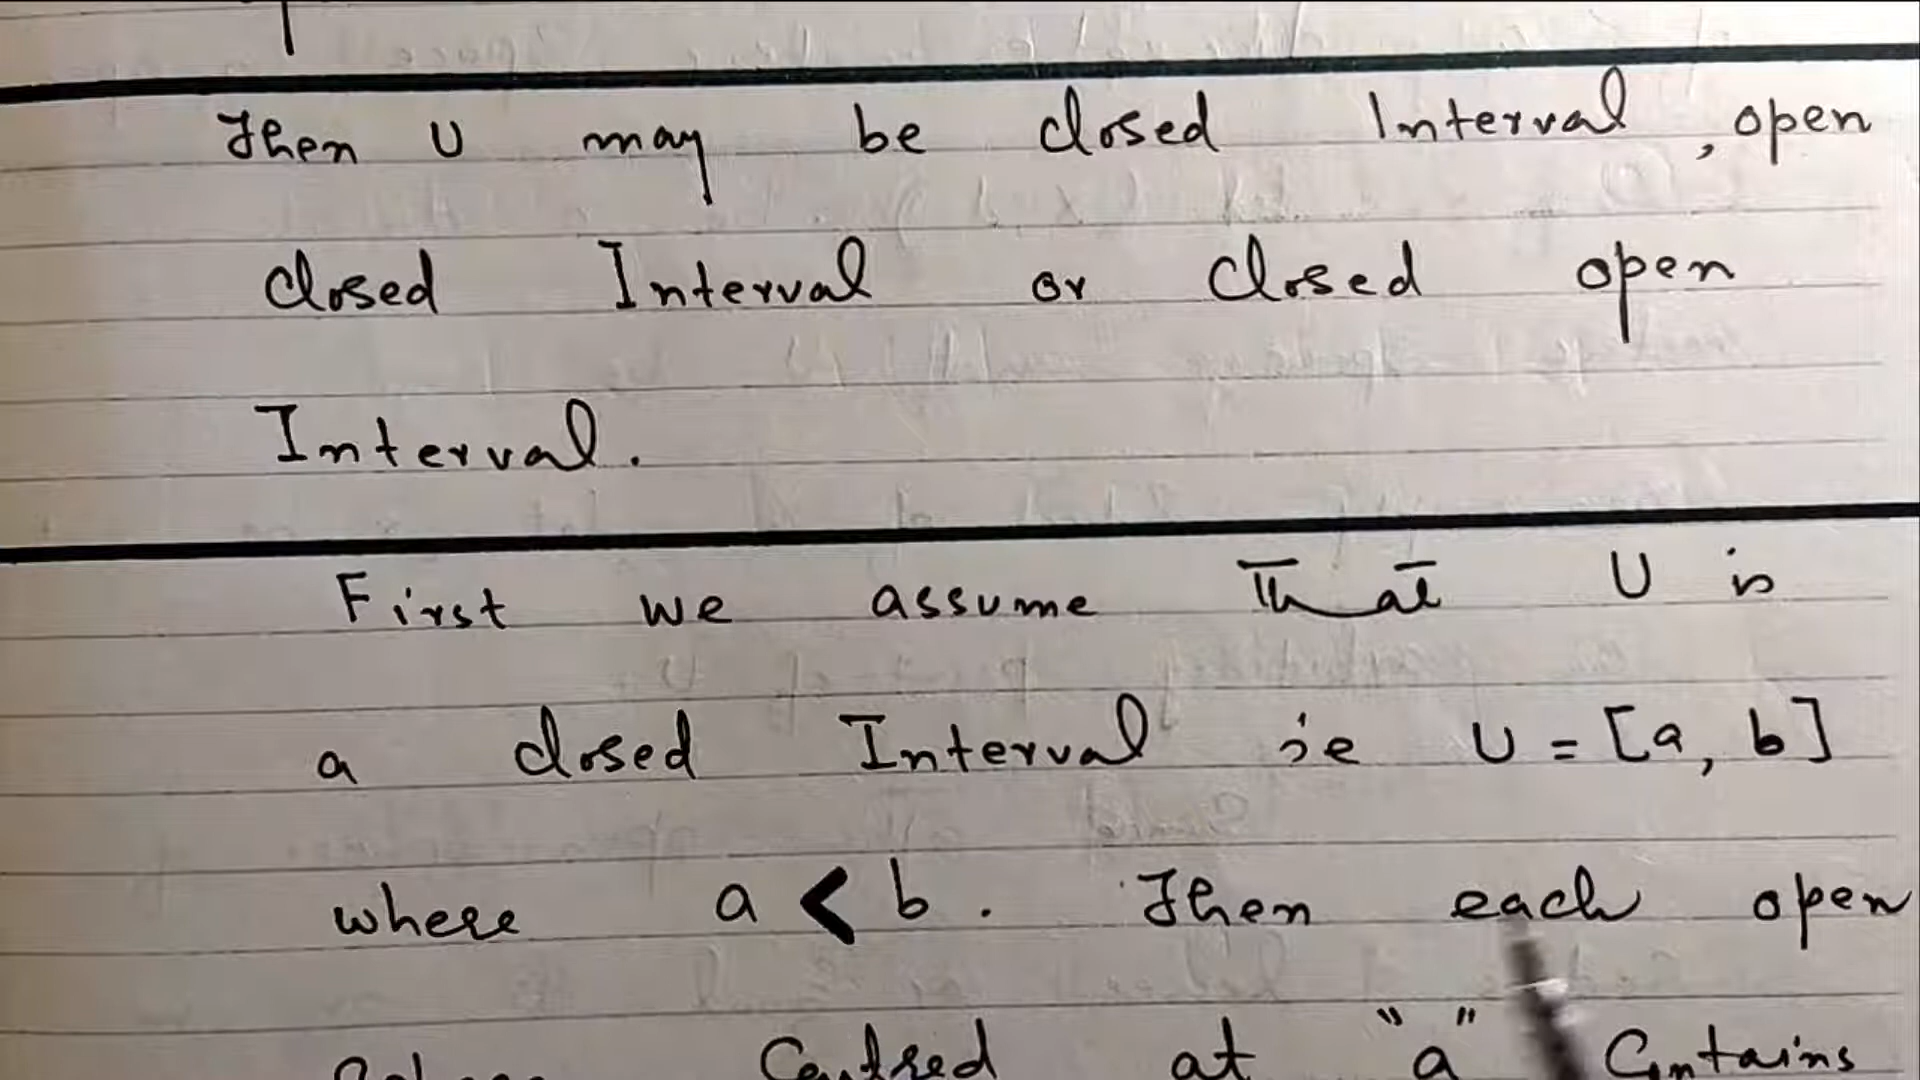 Then U may be closed Interval, open
closed Interval or closed open
Interval.
First we assume That U is
a closed Interval ie U = [a, b]
where a < b. Then each open
Centred at "a" Contains